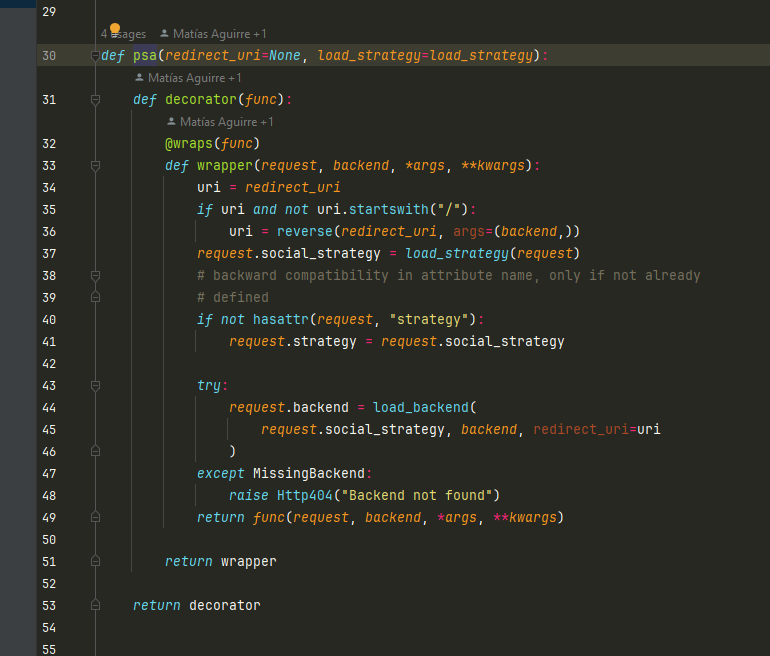 29
4 usages Matías Aguirre +1
30 def psa(redirect_uri=None, load_strategy=load_strategy):
Matías Aguirre +1
31 def decorator(func):
Matías Aguirre +1
32 @wraps(func)
33 def wrapper(request, backend, *args, **kwargs):
34 uri = redirect_uri
35 if uri and not uri.startswith("/"):
36 uri = reverse(redirect_uri, args=(backend,))
37 request.social_strategy = load_strategy(request)
38 # backward compatibility in attribute name, only if not already
39 # defined
40 if not hasattr(request, "strategy"):
41 request.strategy = request.social_strategy
42
43 try:
44 request.backend = load_backend(
45 request.social_strategy, backend, redirect_uri=uri
46 )
47 except MissingBackend:
48 raise Http404("Backend not found")
49 return func(request, backend, *args, **kwargs)
50
51 return wrapper
52
53 return decorator
54
55